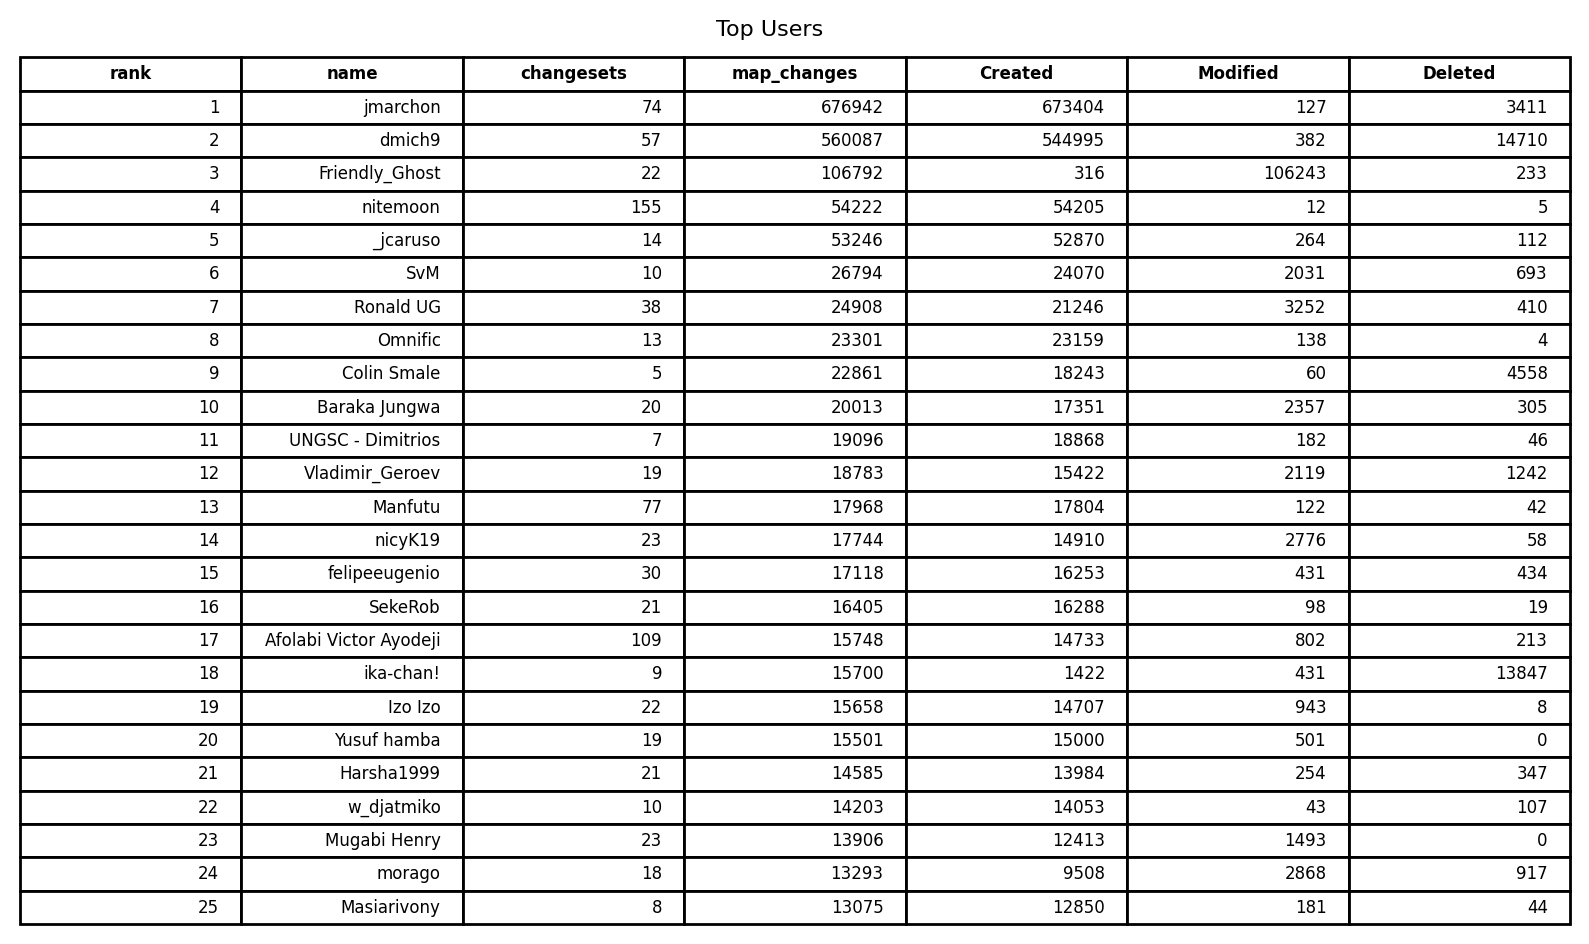 Top Users
rank name changesets map_changes Created Modified Deleted
1 jmarchon 74 676942 673404 127 3411
2 dmich9 57 560087 544995 382 14710
3 Friendly_Ghost 22 106792 316 106243 233
4 nitemoon 155 54222 54205 12 5
5 _jcaruso 14 53246 52870 264 112
6 SvM 10 26794 24070 2031 693
7 Ronald UG 38 24908 21246 3252 410
8 Omnific 13 23301 23159 138 4
9 Colin Smale 5 22861 18243 60 4558
10 Baraka Jungwa 20 20013 17351 2357 305
11 UNGSC - Dimitrios 7 19096 18868 182 46
12 Vladimir_Geroev 19 18783 15422 2119 1242
13 Manfutu 77 17968 17804 122 42
14 nicyK19 23 17744 14910 2776 58
15 felipeeugenio 30 17118 16253 431 434
16 SekeRob 21 16405 16288 98 19
17 Afolabi Victor Ayodeji 109 15748 14733 802 213
18 ika-chan! 9 15700 1422 431 13847
19 Izo Izo 22 15658 14707 943 8
20 Yusuf hamba 19 15501 15000 501 0
21 Harsha1999 21 14585 13984 254 347
22 w_djatmiko 10 14203 14053 43 107
23 Mugabi Henry 23 13906 12413 1493 0
24 morago 18 13293 9508 2868 917
25 Masiarivony 8 13075 12850 181 44